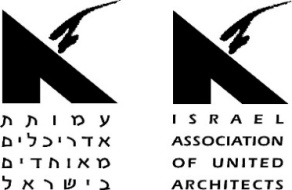 עמותת
אדריכלים
מאוחדים
בישראל
ISRAEL
ASSOCIATION
OF UNITED
ARCHITECTS